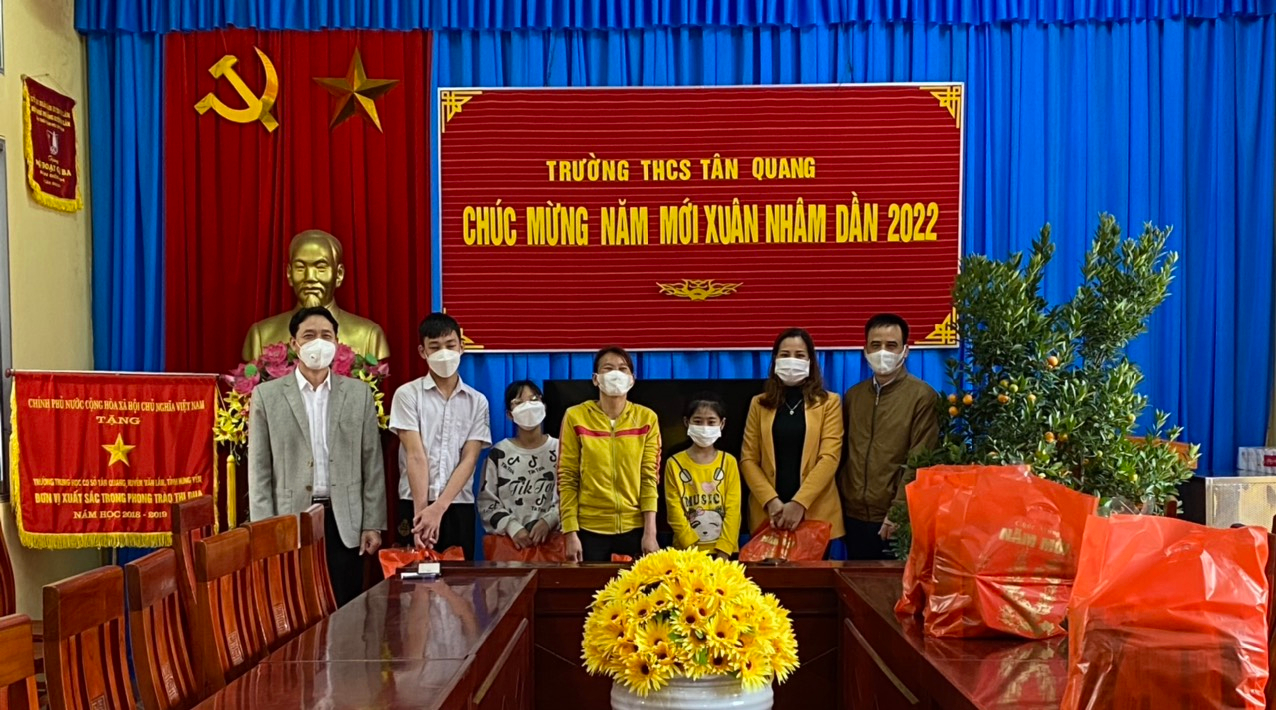 TRƯỜNG THCS TÂN QUANG
CHÚC MỪNG NĂM MỚI XUÂN NHÂM DẦN 2022
CHÍNH PHỦ NƯỚC CỘNG HÒA XÃ HỘI CHỦ NGHĨA VIỆT NAM
TẶNG
TRƯỜNG TRUNG HỌC CƠ SỞ TÂN QUANG, HUYỆN VĂN LÂM, TỈNH HƯNG YÊN
ĐƠN VỊ XUẤT SẮC TRONG PHONG TRÀO THI ĐUA
NĂM HỌC 2018 - 2019
Tik To
MUSIC